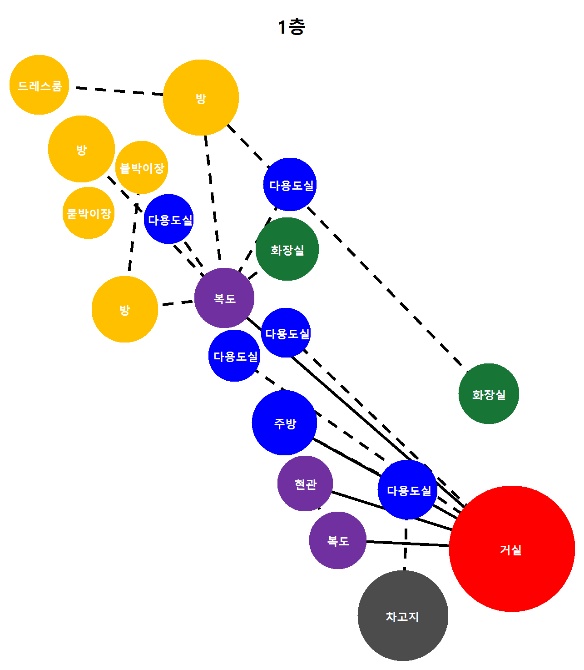 1층
드레스룸
방
방
붙박이장
다용도실
붙박이장
다용도실
화장실
복도
방
다용도실
다용도실
화장실
주방
현관
다용도실
복도
거실
차고지